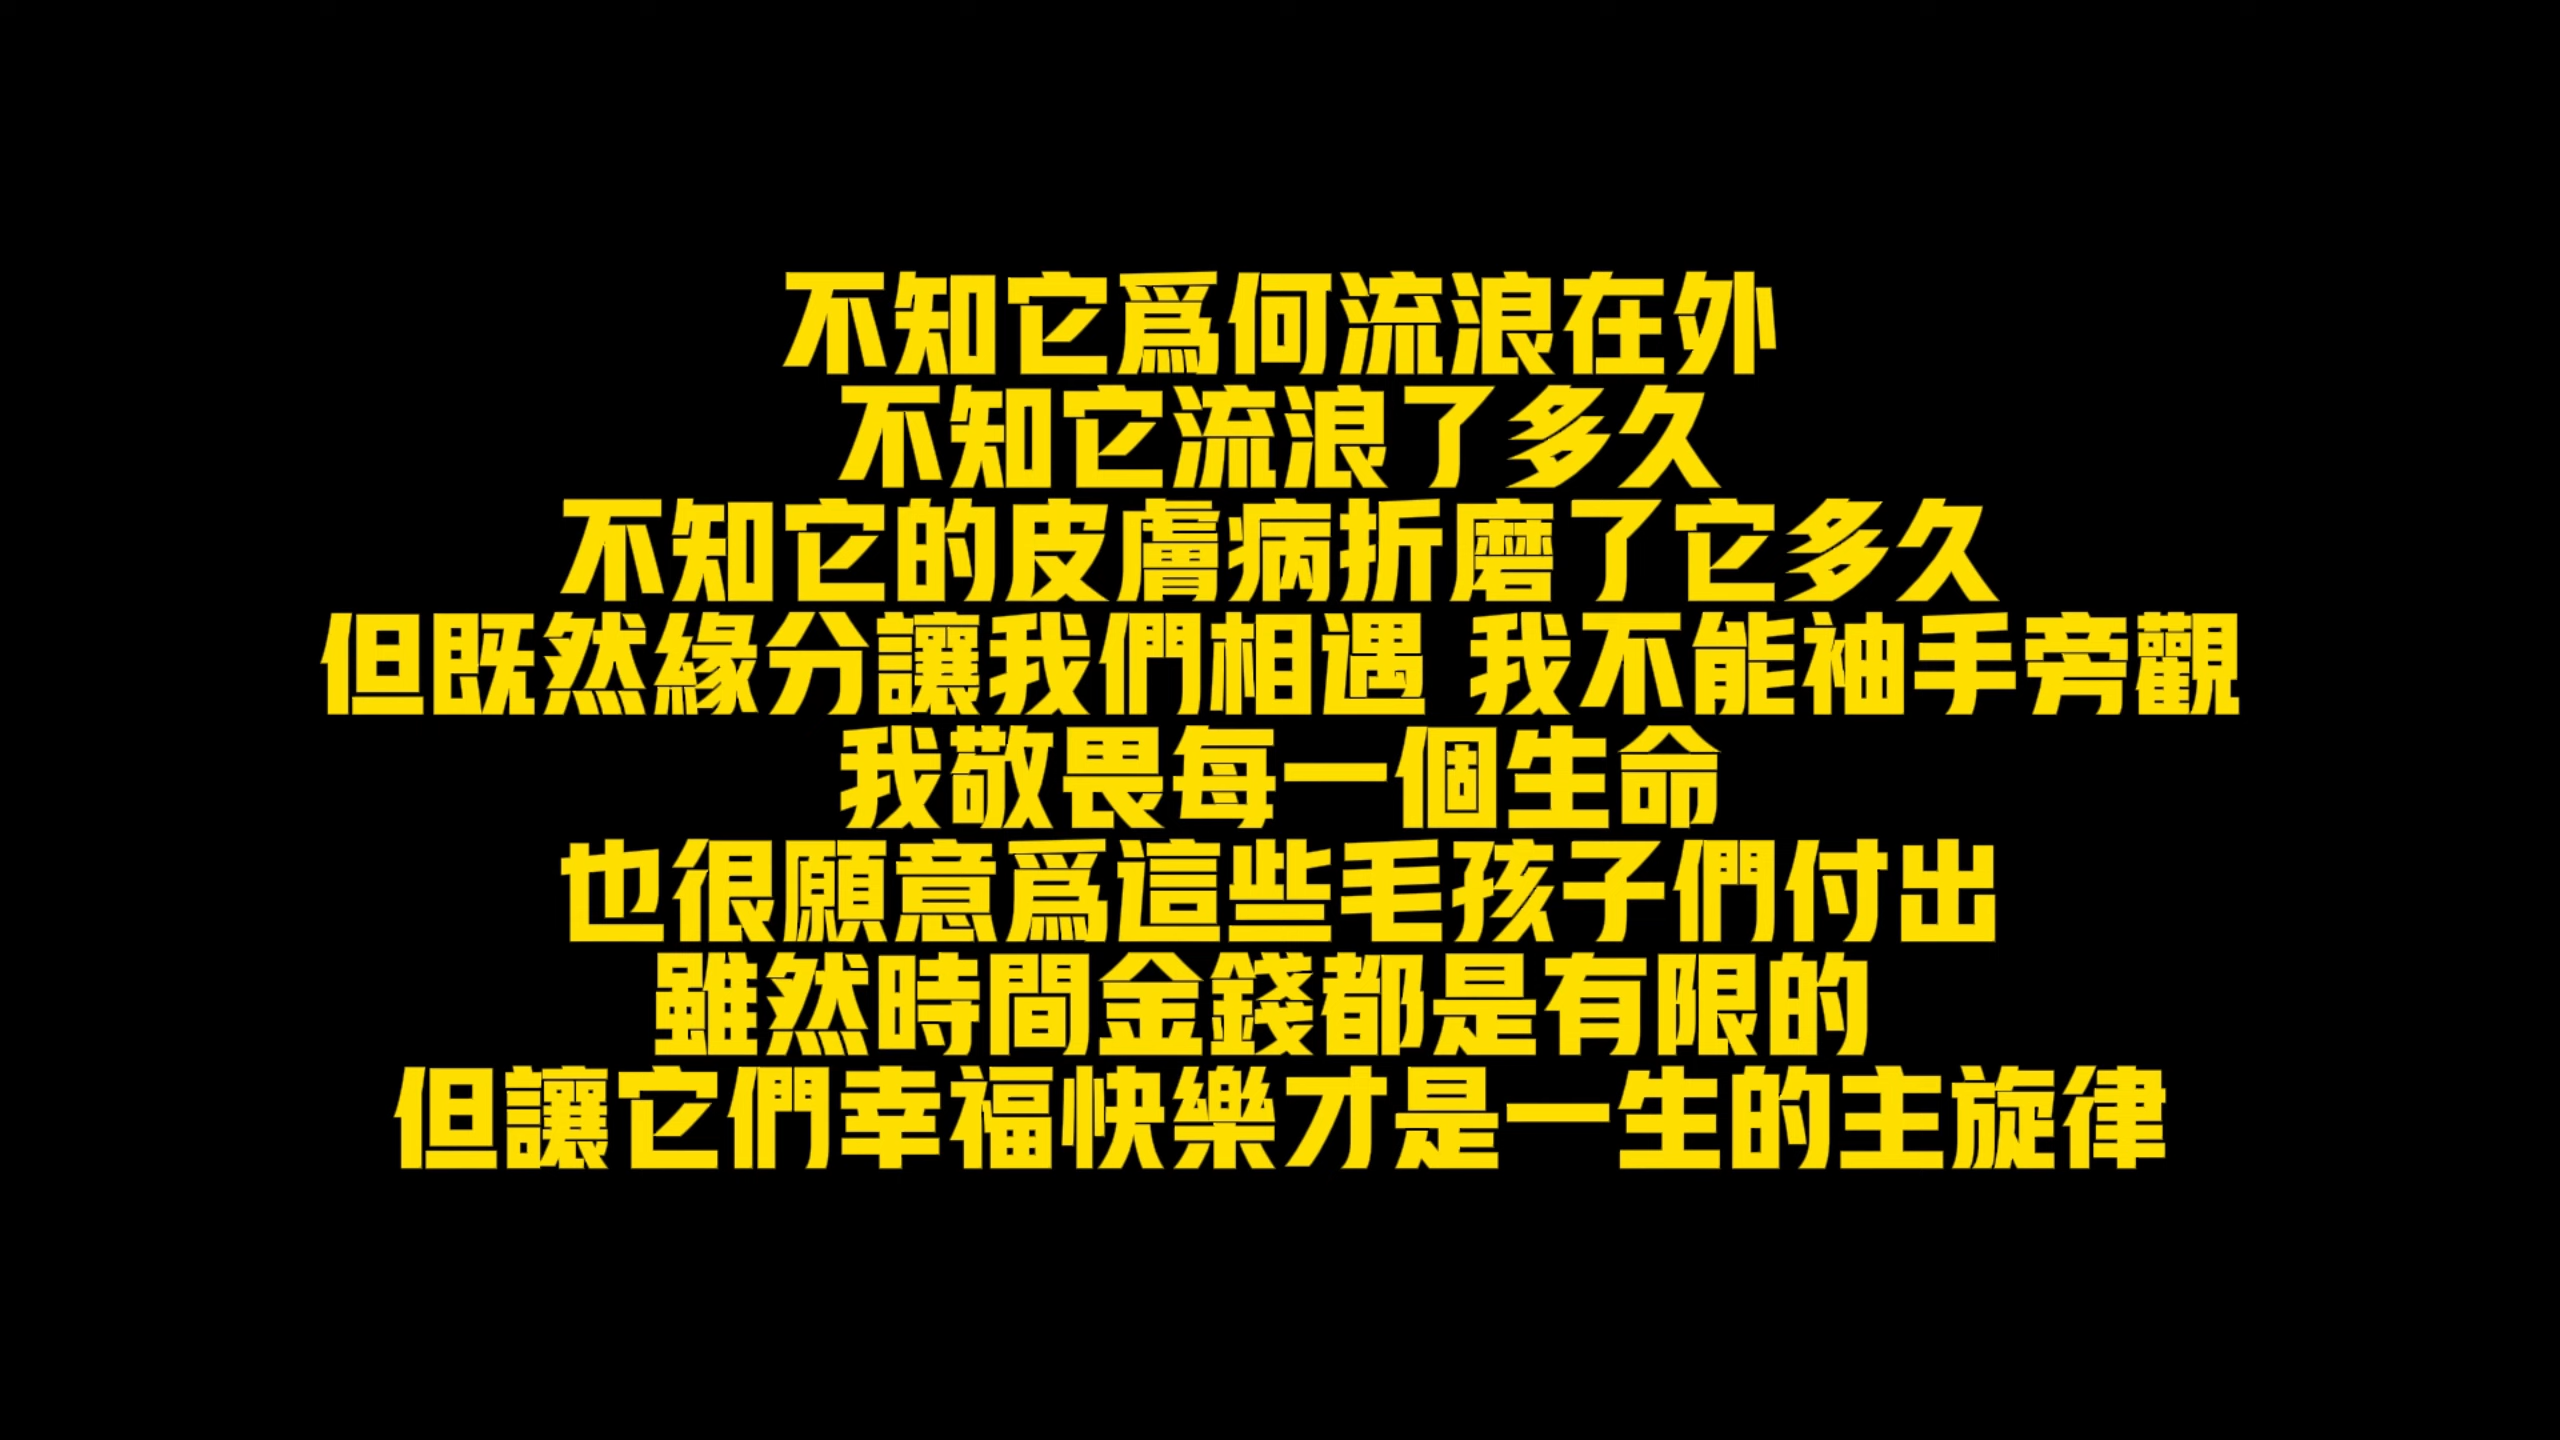 不知它爲何流浪在外
不知它流浪了多久
不知它的皮膚病折磨了它多久
但既然緣分讓我們相遇 我不能袖手旁觀
我敬畏每一個生命
也很願意爲這些毛孩子們付出
雖然時間金錢都是有限的
但讓它們幸福快樂才是一生的主旋律